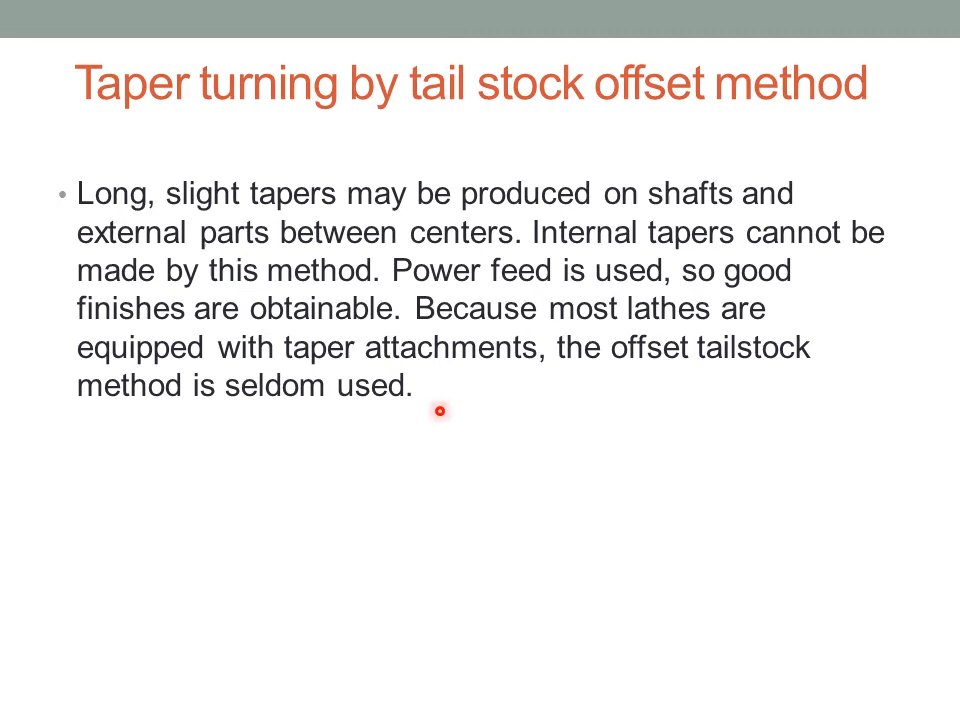 Taper turning by tail stock offset method
• Long, slight tapers may be produced on shafts and
external parts between centers. Internal tapers cannot be
made by this method. Power feed is used, so good
finishes are obtainable. Because most lathes are
equipped with taper attachments, the offset tailstock
method is seldom used.